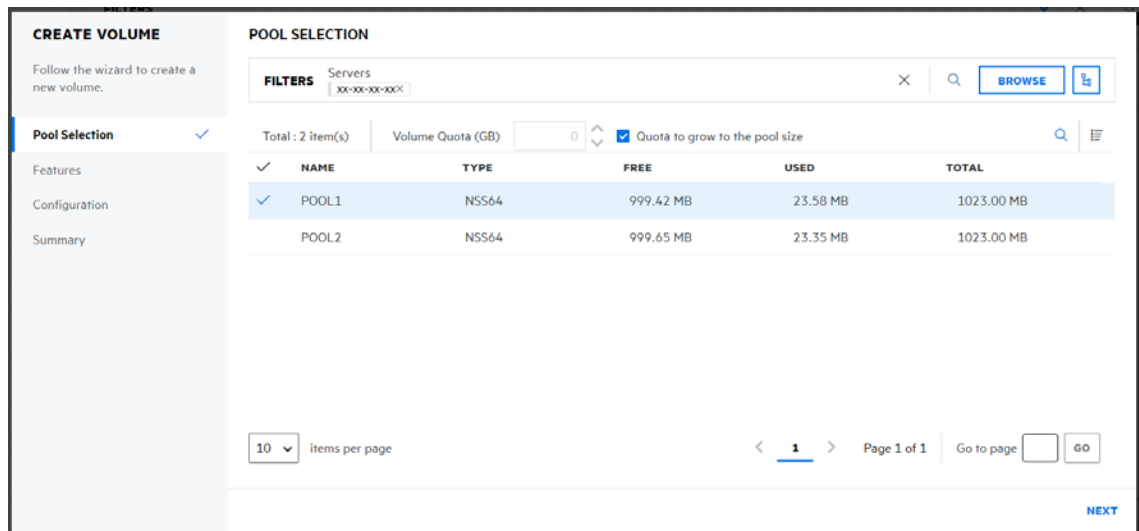 CREATE VOLUME
Follow the wizard to create a
new volume.
Pool Selection
Features
Configuration
Summary
POOL SELECTION
FILTERS
Servers
xx-xx-xx-xx×
BROWSE
Total : 2 item(s)
Volume Quota (GB)
0
Quota to grow to the pool size
NAME TYPE FREE USED TOTAL
POOL1 NSS64 999.42 MB 23.58 MB 1023.00 MB
POOL2 NSS64 999.65 MB 23.35 MB 1023.00 MB
10 items per page
1
Page 1 of 1
Go to page
GO
NEXT